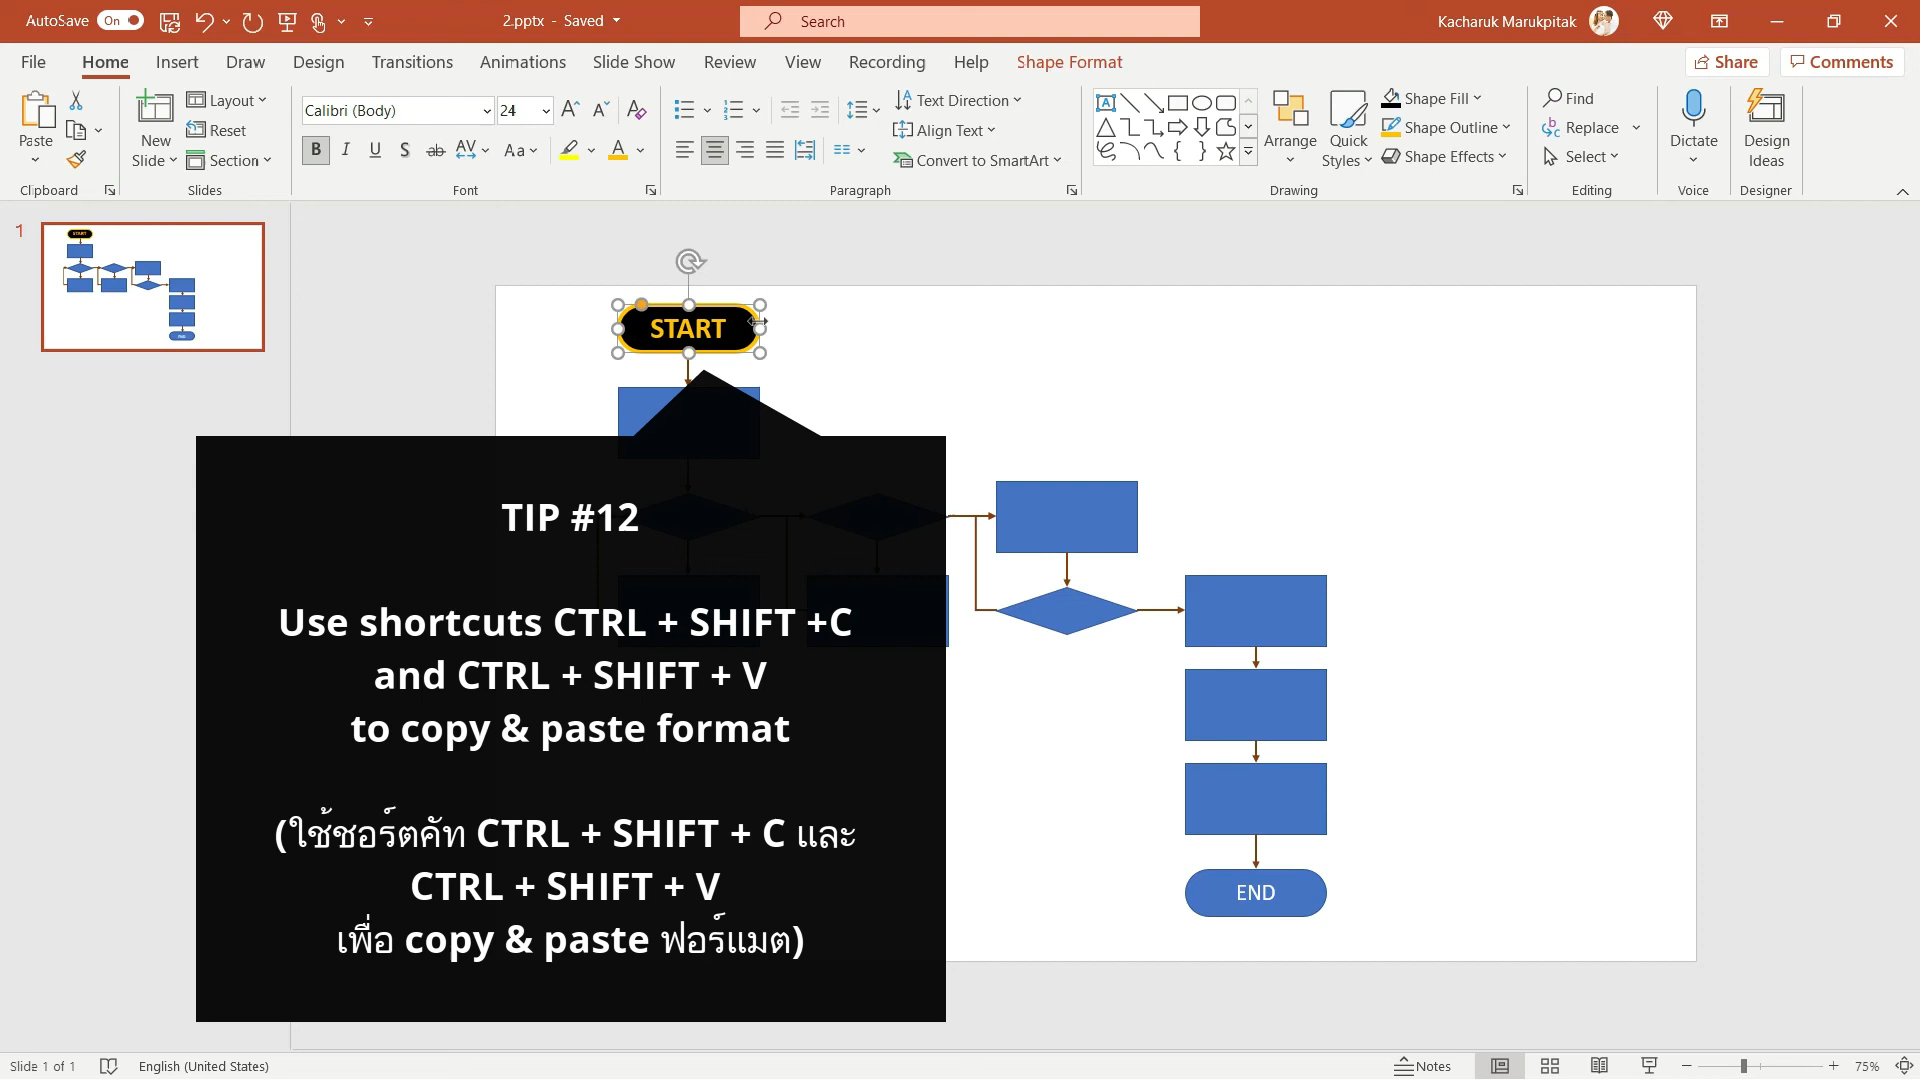 AutoSave On 2.pptx - Saved Search Kacharuk Marukpitak
File Home Insert Draw Design Transitions Animations Slide Show Review View Recording Help Shape Format Share Comments
Paste
New Slide
Layout
Reset
Section
Calibri (Body) 24
Text Direction
Align Text
Convert to SmartArt
Arrange
Quick Styles
Shape Fill
Shape Outline
Shape Effects
Find
Replace
Select
Dictate
Design Ideas
Clipboard Slides Font Paragraph Drawing Editing Voice Designer
1
START
START
TIP #12
Use shortcuts CTRL + SHIFT +C
and CTRL + SHIFT + V
to copy & paste format
(ใช้ชอร์ตคัท CTRL + SHIFT + C และ
CTRL + SHIFT + V
เพื่อ copy & paste ฟอร์แมต)
END
Slide 1 of 1 English (United States) Notes 75%